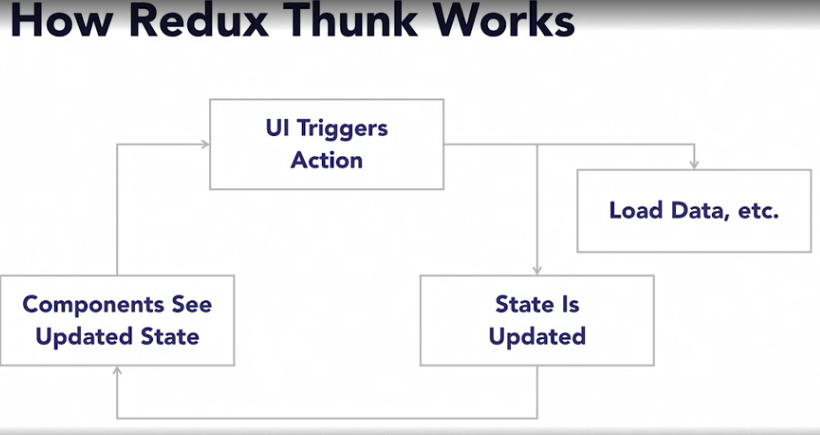 How Redux Thunk Works
UI Triggers
Action
Load Data, etc.
Components See
Updated State
State Is
Updated